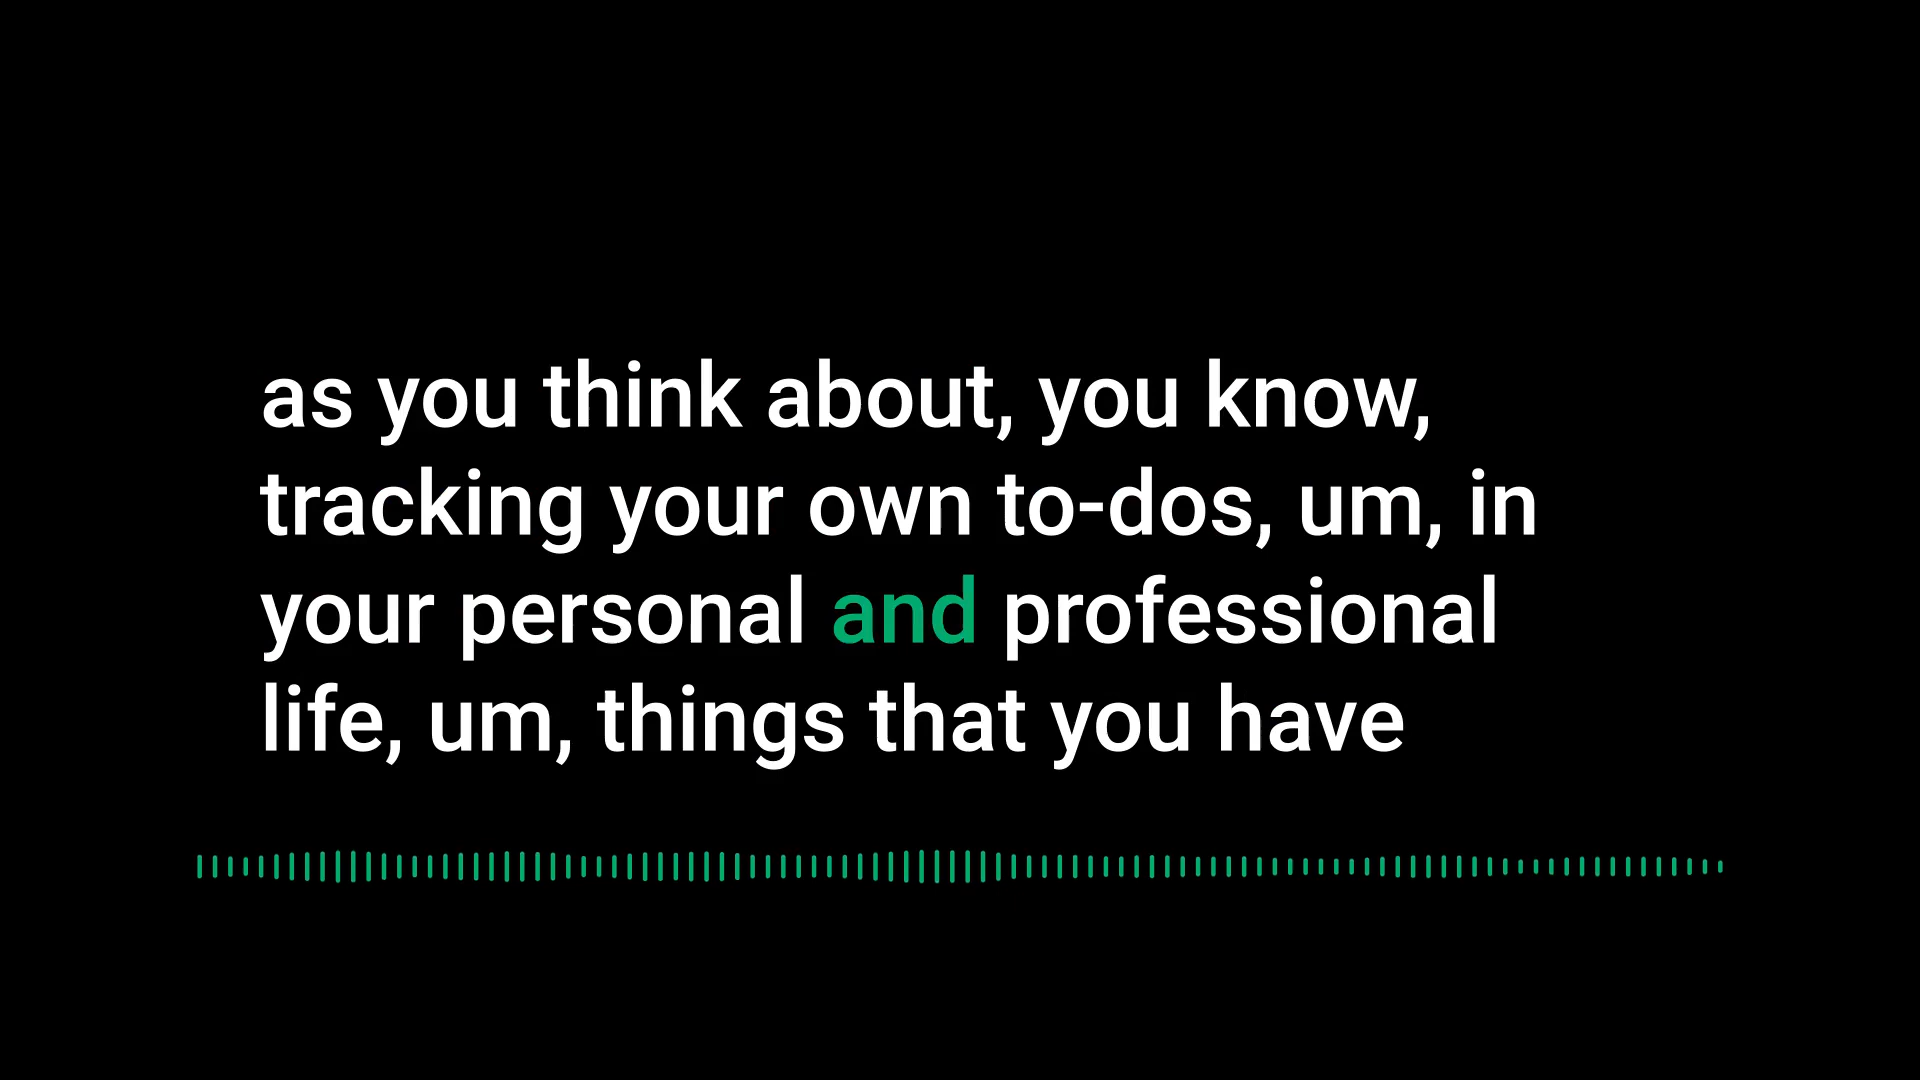 as you think about, you know,
tracking your own to-dos, um, in
your personal and professional
life, um, things that you have